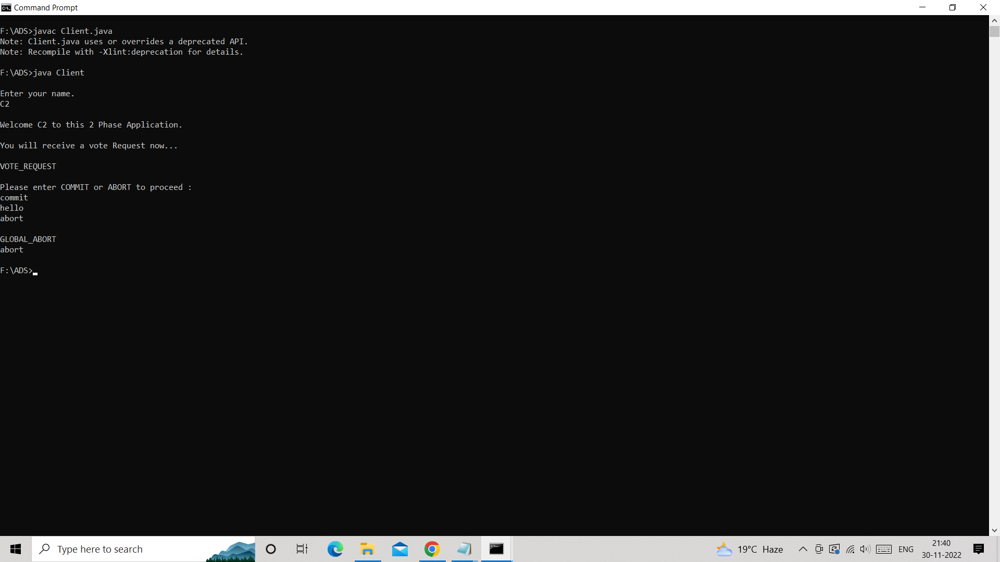 Command Prompt
F:\ADS>javac Client.java
Note: Client.java uses or overrides a deprecated API.
Note: Recompile with -Xlint:deprecation for details.
F:\ADS>java Client
Enter your name.
C2
Welcome C2 to this 2 Phase Application.
You will receive a vote Request now...
VOTE_REQUEST
Please enter COMMIT or ABORT to proceed :
commit
hello
abort
GLOBAL_ABORT
abort
F:\ADS>
Type here to search
19°C Haze
ENG
21:40
30-11-2022